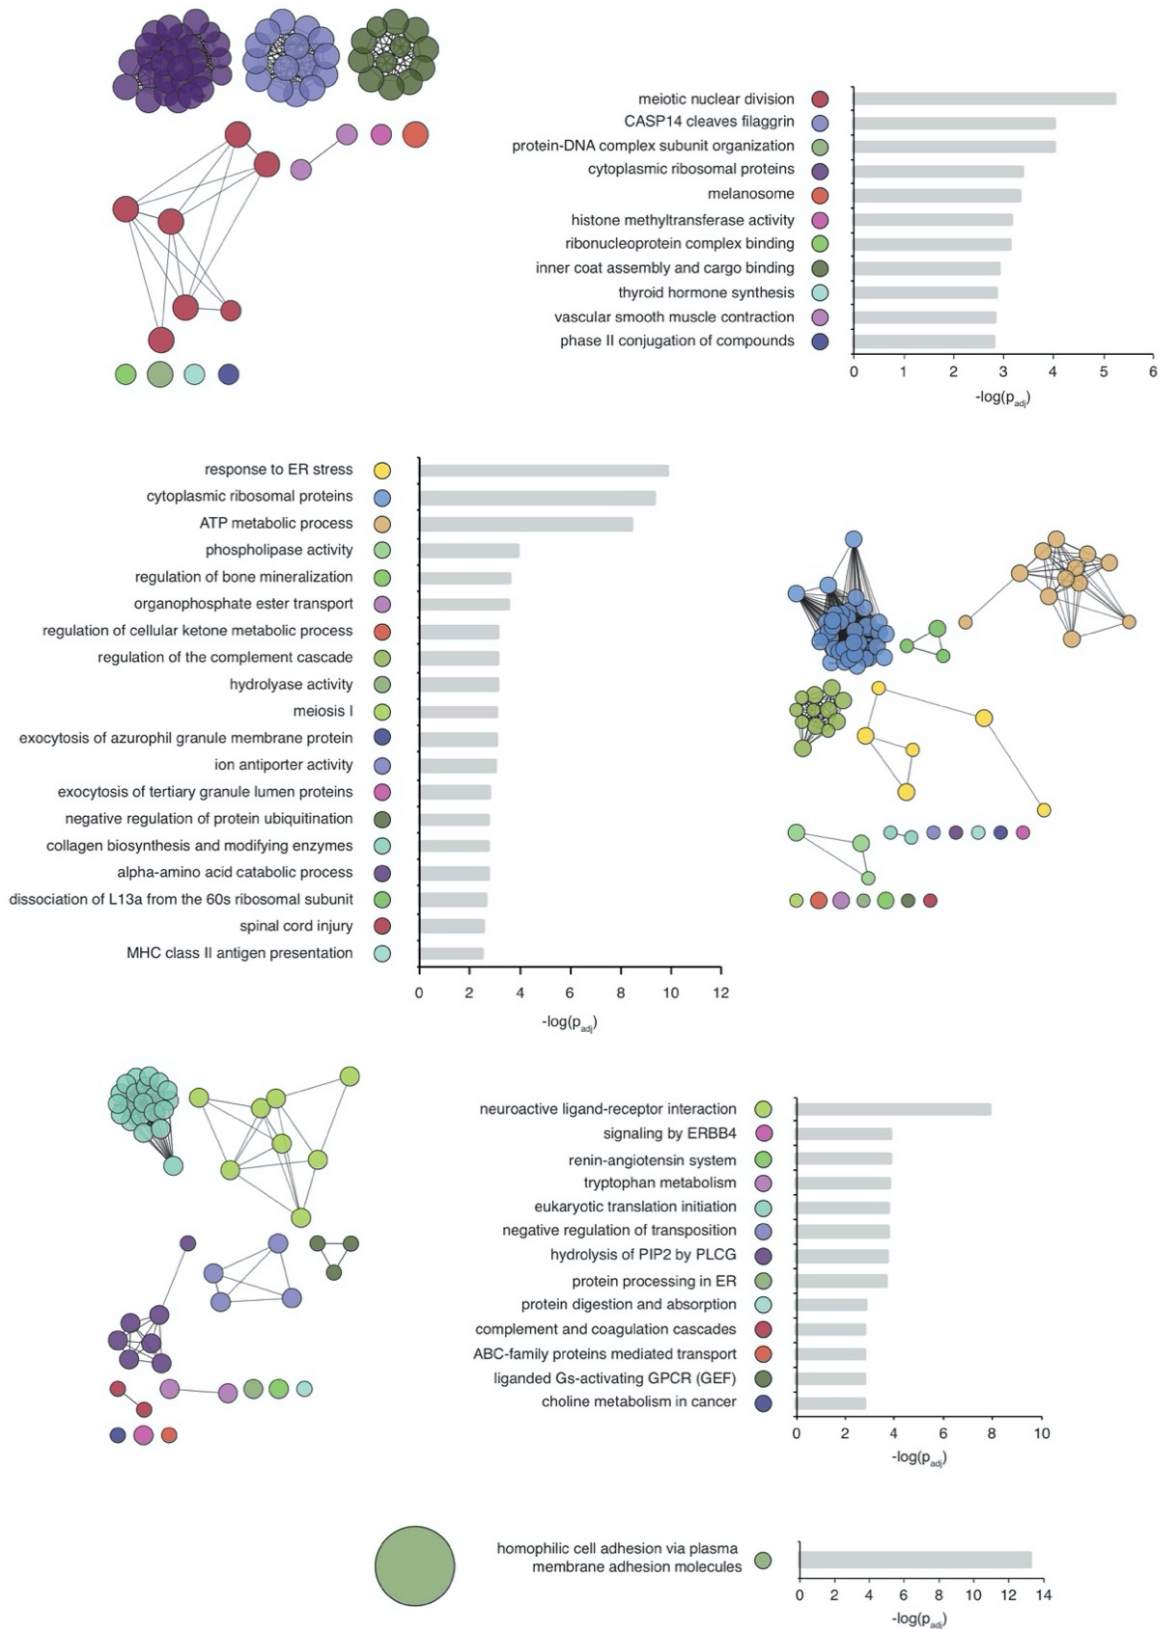 meiotic nuclear division
CASP14 cleaves filaggrin
protein-DNA complex subunit organization
cytoplasmic ribosomal proteins
melanosome
histone methyltransferase activity
ribonucleoprotein complex binding
inner coat assembly and cargo binding
thyroid hormone synthesis
vascular smooth muscle contraction
phase II conjugation of compounds
0 1 2 3 4 5 6
-log(padj)
response to ER stress
cytoplasmic ribosomal proteins
ATP metabolic process
phospholipase activity
regulation of bone mineralization
organophosphate ester transport
regulation of cellular ketone metabolic process
regulation of the complement cascade
hydrolyase activity
meiosis I
exocytosis of azurophil granule membrane protein
ion antiporter activity
exocytosis of tertiary granule lumen proteins
negative regulation of protein ubiquitination
collagen biosynthesis and modifying enzymes
alpha-amino acid catabolic process
dissociation of L13a from the 60s ribosomal subunit
spinal cord injury
MHC class II antigen presentation
0 2 4 6 8 10 12
-log(padj)
neuroactive ligand-receptor interaction
signaling by ERBB4
renin-angiotensin system
tryptophan metabolism
eukaryotic translation initiation
negative regulation of transposition
hydrolysis of PIP2 by PLCG
protein processing in ER
protein digestion and absorption
complement and coagulation cascades
ABC-family proteins mediated transport
liganded Gs-activating GPCR (GEF)
choline metabolism in cancer
0 2 4 6 8 10
-log(padj)
homophilic cell adhesion via plasma
membrane adhesion molecules
0 2 4 6 8 10 12 14
-log(padj)